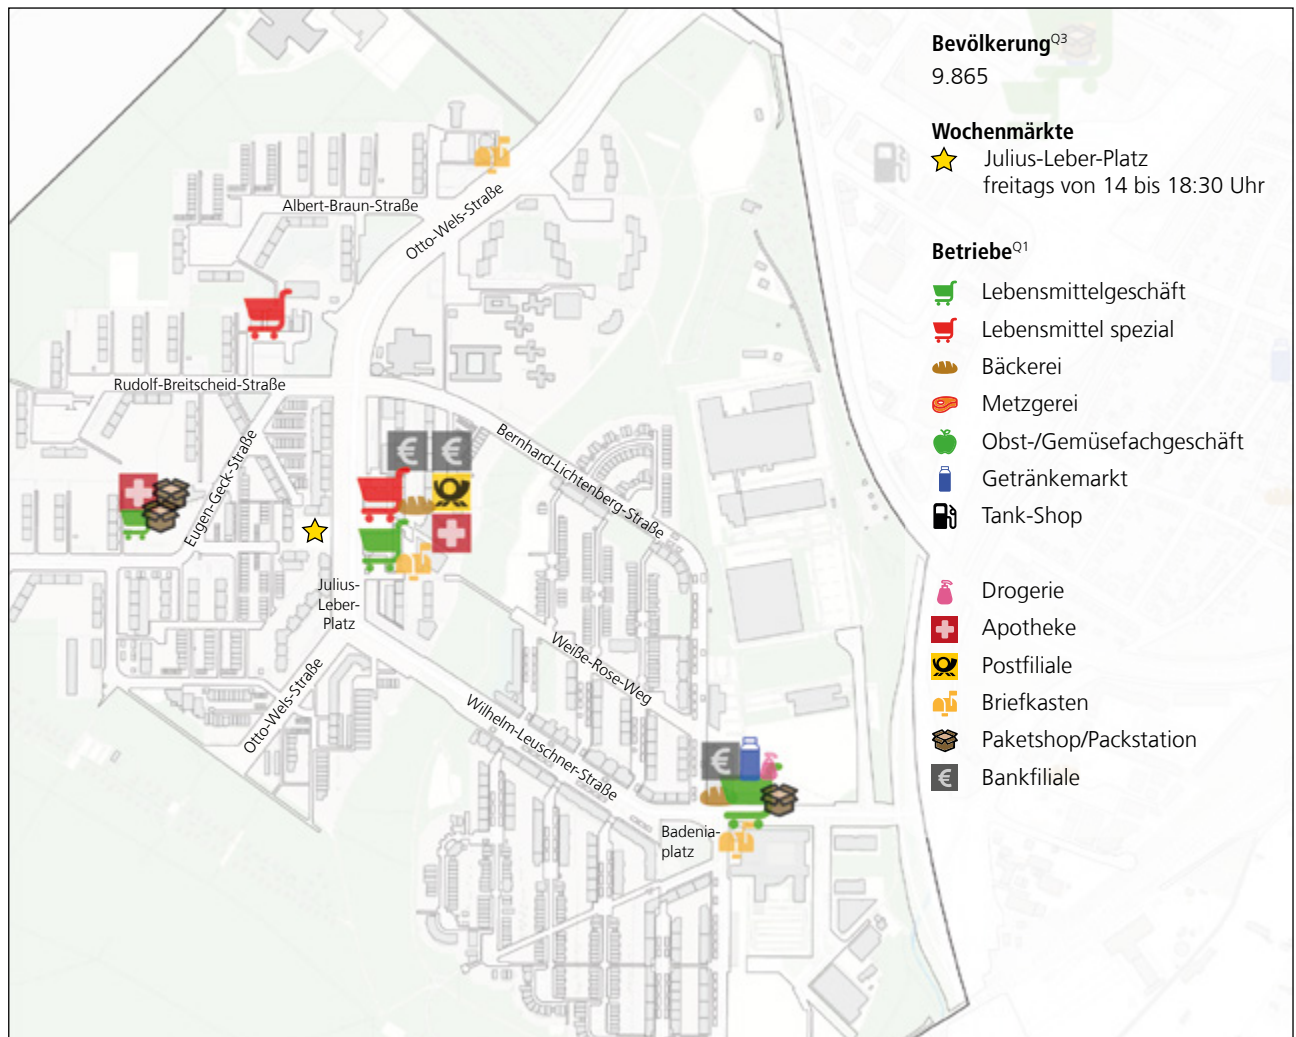 Bevölkerung Q3
9.865
Wochenmärkte
Julius-Leber-Platz
freitags von 14 bis 18:30 Uhr
Betriebe Q1
Lebensmittelgeschäft
Lebensmittel spezial
Bäckerei
Metzgerei
Obst-/Gemüsefachgeschäft
Getränkemarkt
Tank-Shop
Drogerie
Apotheke
Postfiliale
Briefkasten
Paketshop/Packstation
€ Bankfiliale
Albert-Braun-Straße
Otto-Wels-Straße
Rudolf-Breitscheid-Straße
Eugen-Geck-Straße
Bernhard-Lichtenberg-Straße
€ €
Julius-
Leber-
Platz
Weiße-Rose-Weg
Otto-Wels-Straße
Wilhelm-Leuschner-Straße
€
Badenia-
platz